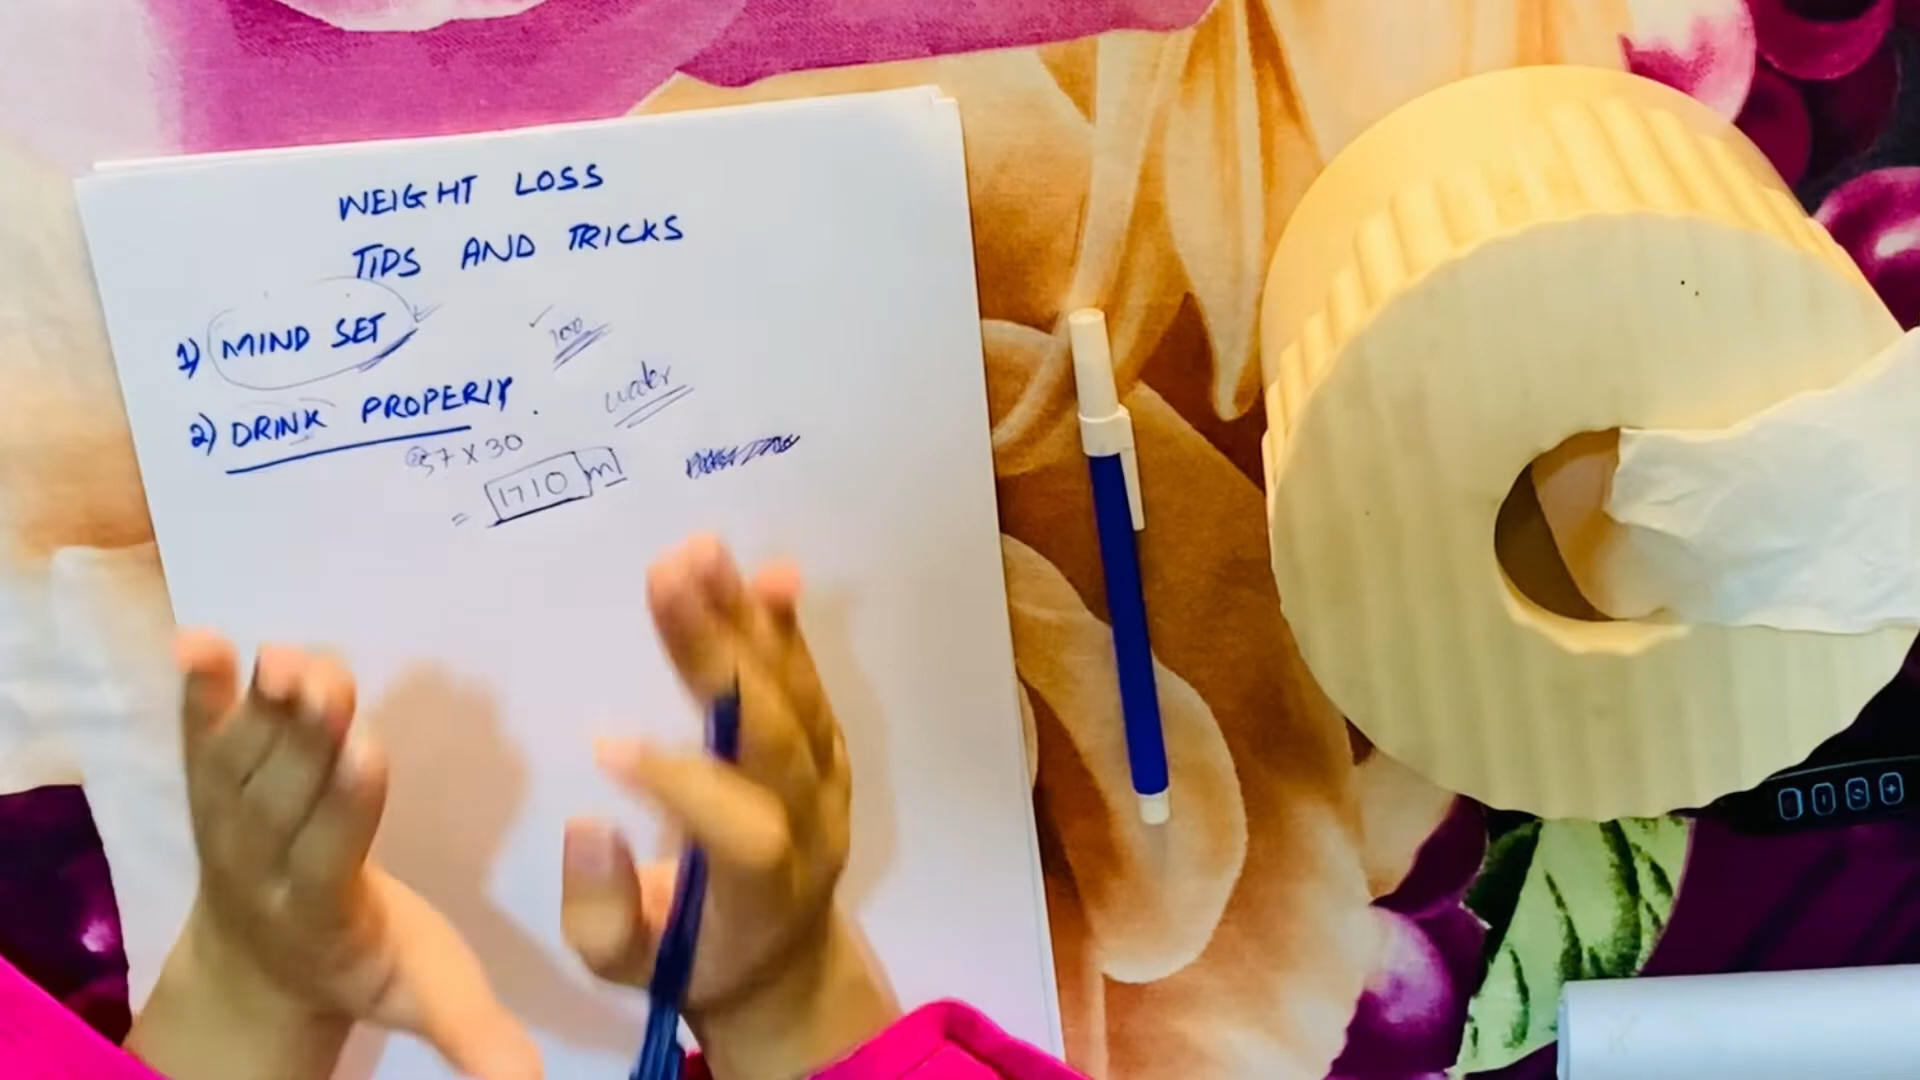 WEIGHT LOSS
TIPS AND TRICKS
1) MIND SET
100
2) DRINK PROPERLY.
water
57 X 30
= 1710 ml